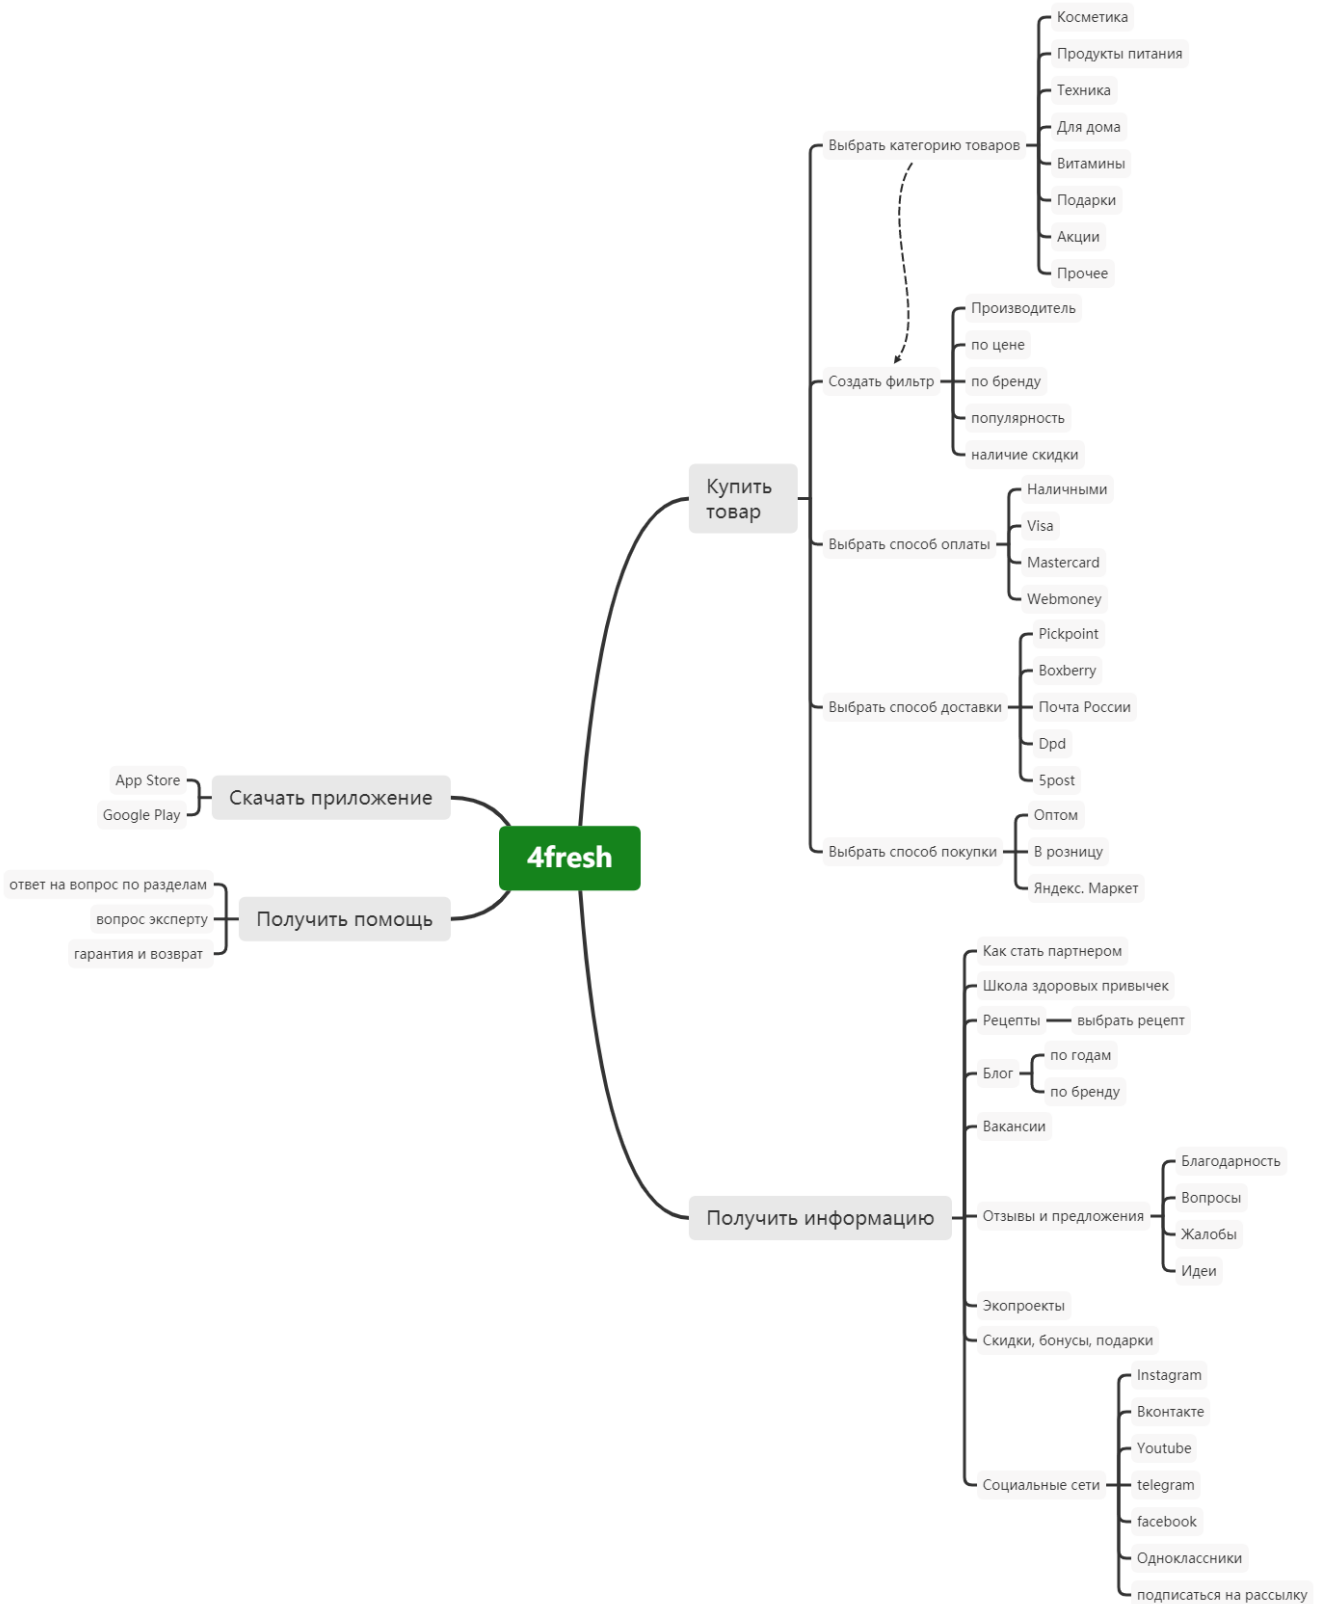 4fresh
Купить
товар
Выбрать категорию товаров
Косметика
Продукты питания
Техника
Для дома
Витамины
Подарки
Акции
Прочее
Создать фильтр
Производитель
по цене
по бренду
популярность
наличие скидки
Выбрать способ оплаты
Наличными
Visa
Mastercard
Webmoney
Выбрать способ доставки
Pickpoint
Boxberry
Почта России
Dpd
5post
Выбрать способ покупки
Оптом
В розницу
Яндекс. Маркет
Получить информацию
Как стать партнером
Школа здоровых привычек
Рецепты
выбрать рецепт
Блог
по годам
по бренду
Вакансии
Отзывы и предложения
Благодарность
Вопросы
Жалобы
Идеи
Экопроекты
Скидки, бонусы, подарки
Социальные сети
Instagram
Вконтакте
Youtube
telegram
facebook
Одноклассники
подписаться на рассылку
Скачать приложение
App Store
Google Play
Получить помощь
ответ на вопрос по разделам
вопрос эксперту
гарантия и возврат